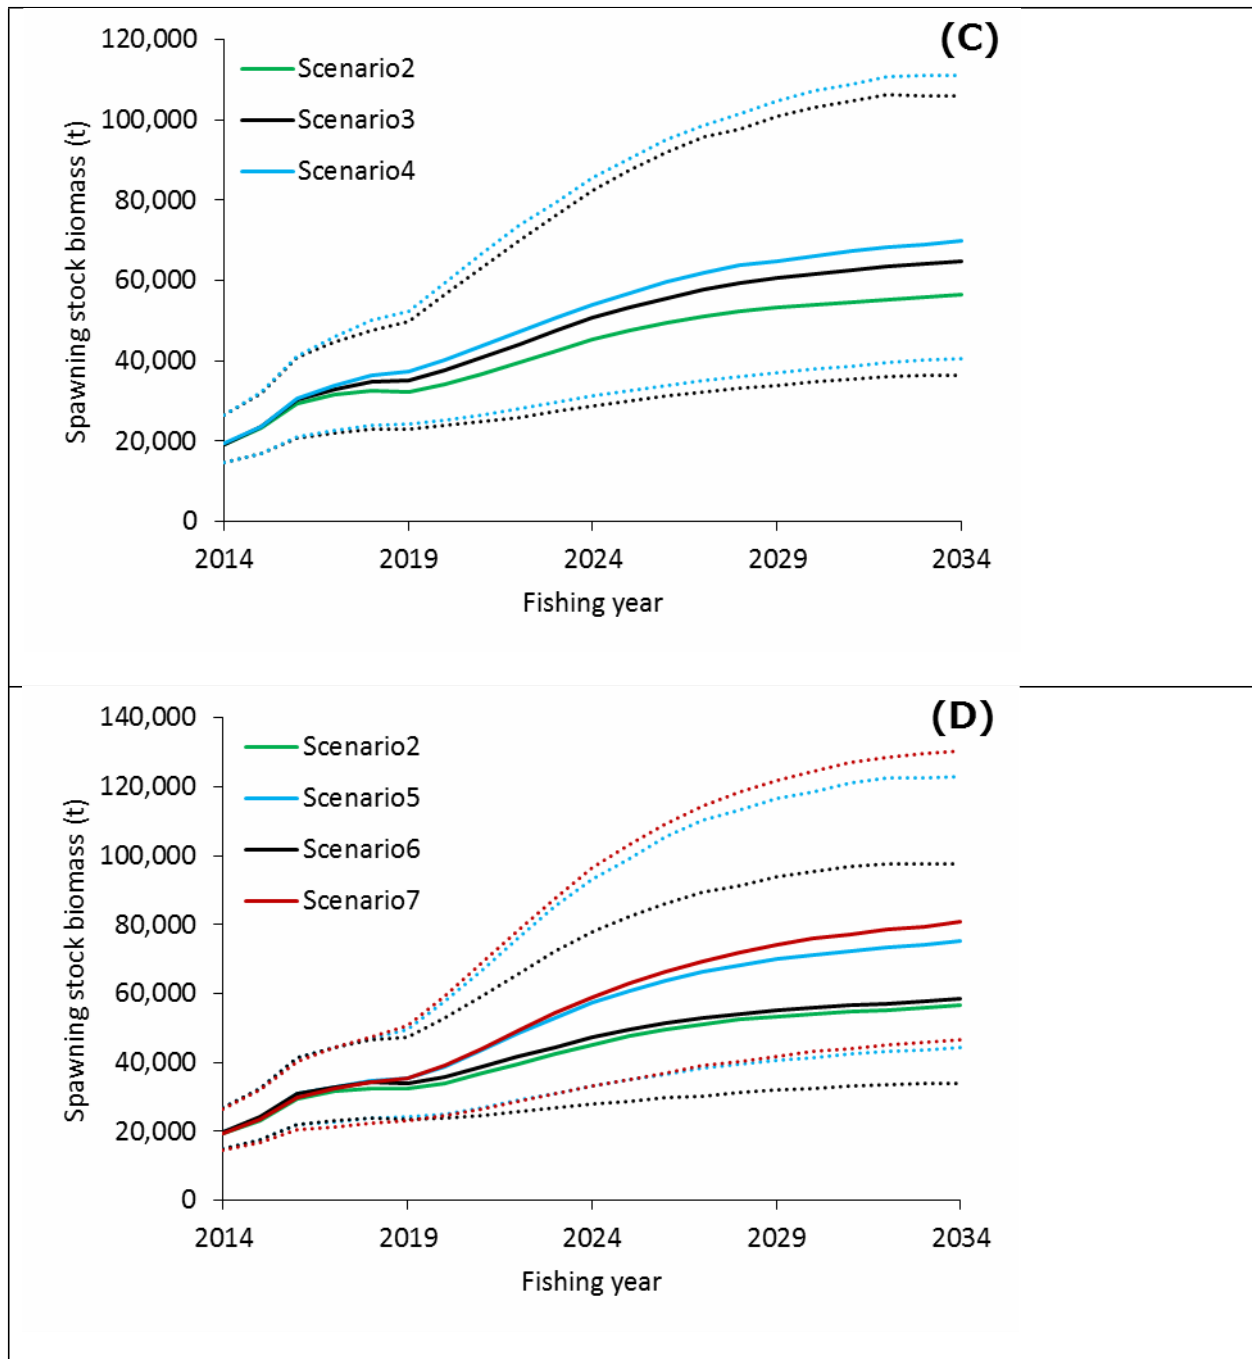 (C)
120,000
100,000
80,000
60,000
40,000
20,000
0
Spawning stock biomass (t)
Scenario2
Scenario3
Scenario4
2014 2019 2024 2029 2034
Fishing year
(D)
140,000
120,000
100,000
80,000
60,000
40,000
20,000
0
Spawning stock biomass (t)
Scenario2
Scenario5
Scenario6
Scenario7
2014 2019 2024 2029 2034
Fishing year